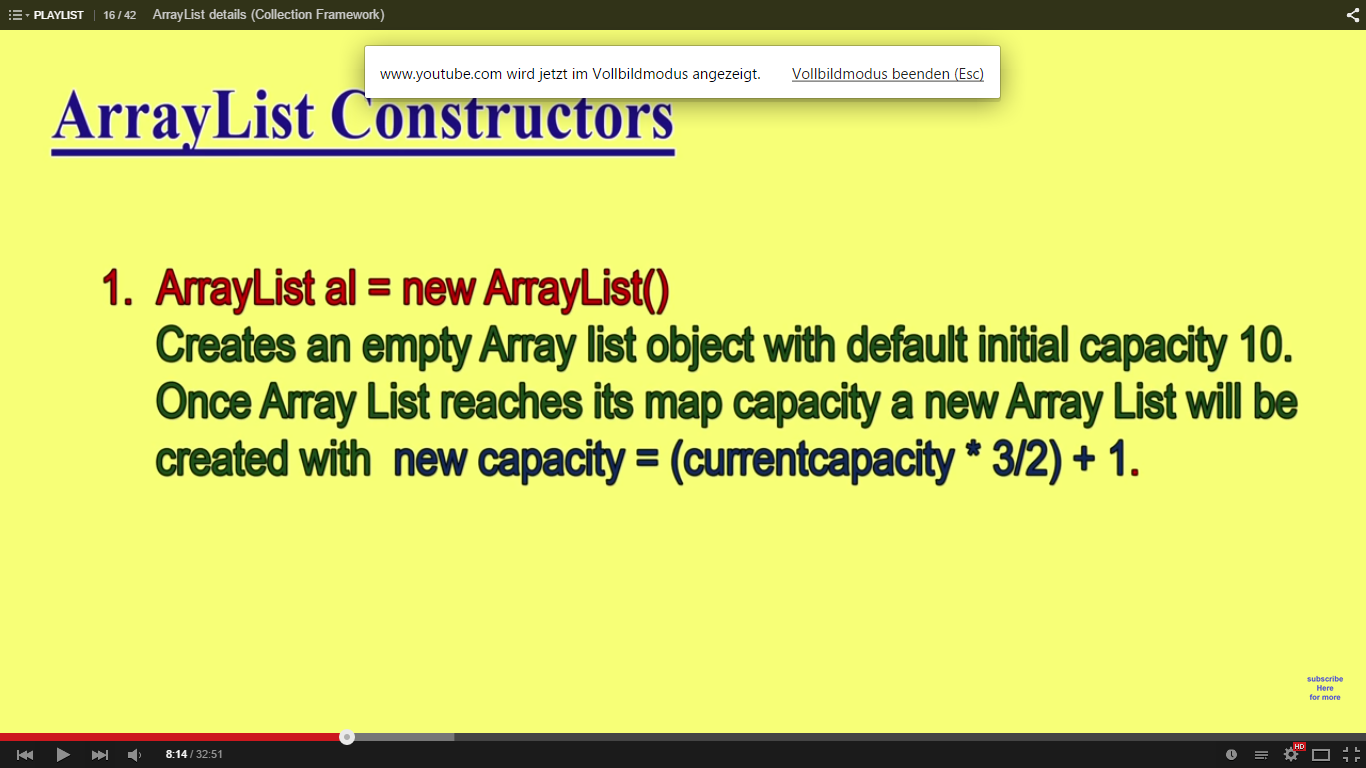 PLAYLIST 16 / 42 ArrayList details (Collection Framework)
www.youtube.com wird jetzt im Vollbildmodus angezeigt. Vollbildmodus beenden (Esc)
ArrayList Constructors
1. ArrayList al = new ArrayList()
Creates an empty Array list object with default initial capacity 10.
Once Array List reaches its map capacity a new Array List will be
created with new capacity = (currentcapacity * 3/2) + 1.
subscribe
Here
for more
8:14 / 32:51
HD